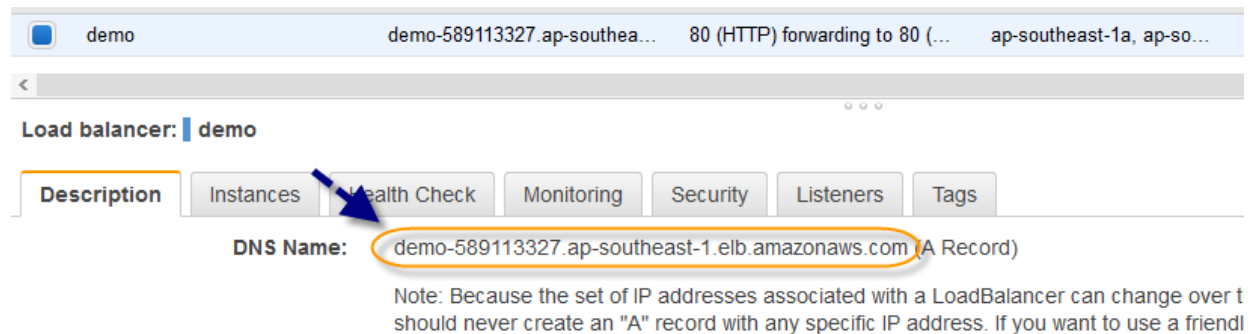 demo demo-589113327.ap-southea... 80 (HTTP) forwarding to 80 (... ap-southeast-1a, ap-so...
Load balancer: demo
Description Instances Health Check Monitoring Security Listeners Tags
DNS Name: demo-589113327.ap-southeast-1.elb.amazonaws.com (A Record)
Note: Because the set of IP addresses associated with a LoadBalancer can change over t
should never create an "A" record with any specific IP address. If you want to use a friendl